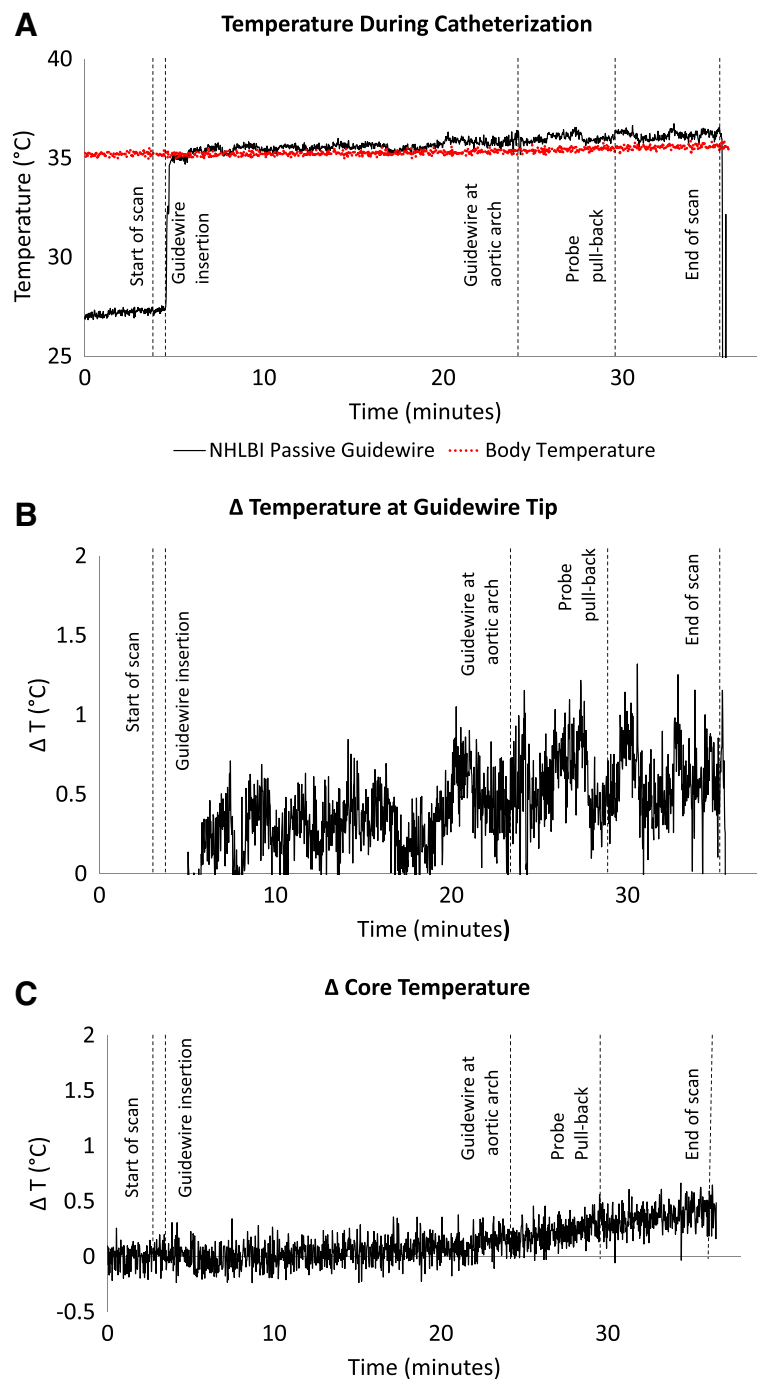 A
Temperature During Catheterization
Temperature (°C)
40
35
30
25
Start of scan
Guidewire
insertion
Guidewire at
aortic arch
Probe
pull-back
End of scan
0
10
20
30
Time (minutes)
NHLBI Passive Guidewire
Body Temperature
B
Δ Temperature at Guidewire Tip
Δ T (°C)
2
1.5
1
0.5
0
Start of scan
Guidewire insertion
Guidewire at
aortic arch
Probe
pull-back
End of scan
0
10
20
30
Time (minutes)
C
Δ Core Temperature
Δ T (°C)
2
1.5
1
0.5
0
-0.5
Start of scan
Guidewire insertion
Guidewire at
aortic arch
Probe
Pull-back
End of scan
0
10
20
30
Time (minutes)